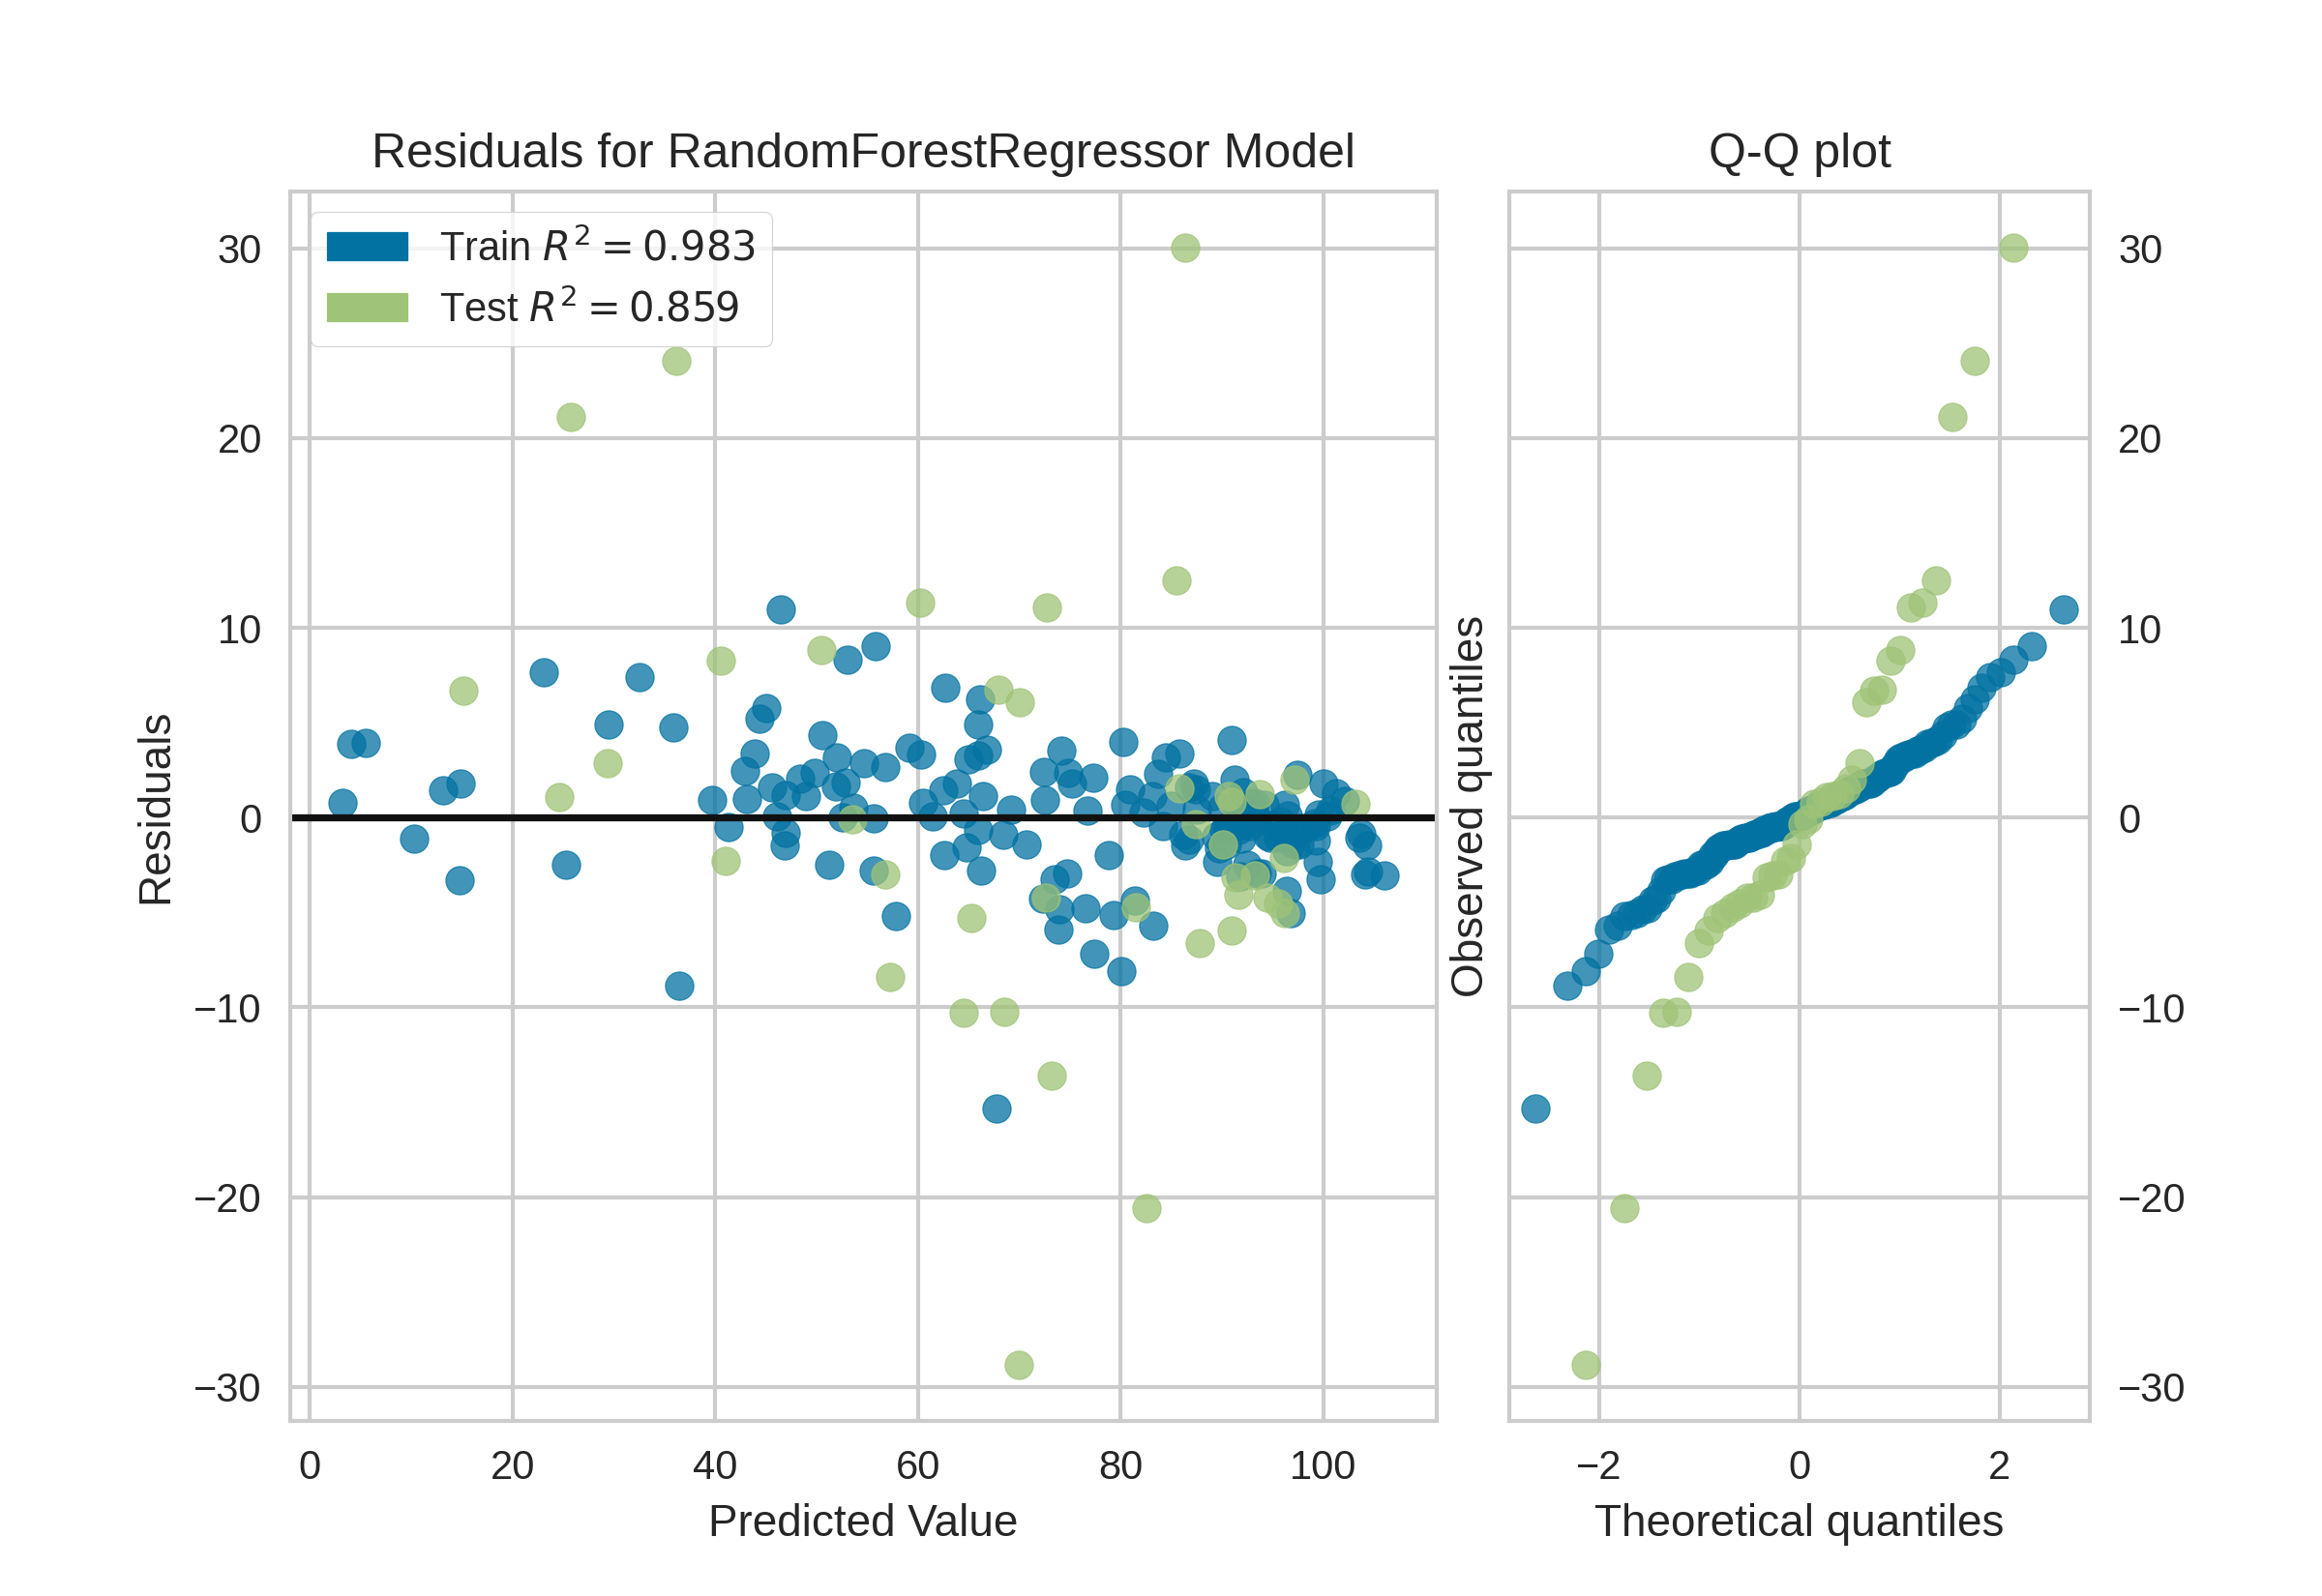 Residuals for RandomForestRegressor Model
Train R² = 0.983
Test R² = 0.859
30
20
10
0
−10
−20
−30
Residuals
0 20 40 60 80 100
Predicted Value
Q-Q plot
Observed quantiles
30
20
10
0
−10
−20
−30
−2 0 2
Theoretical quantiles